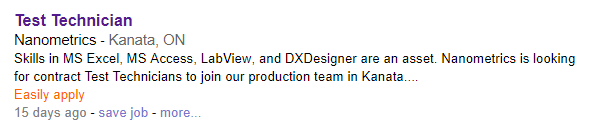 Test Technician
Nanometrics - Kanata, ON
Skills in MS Excel, MS Access, LabView, and DXDesigner are an asset. Nanometrics is looking
for contract Test Technicians to join our production team in Kanata....
Easily apply
15 days ago - save job - more...